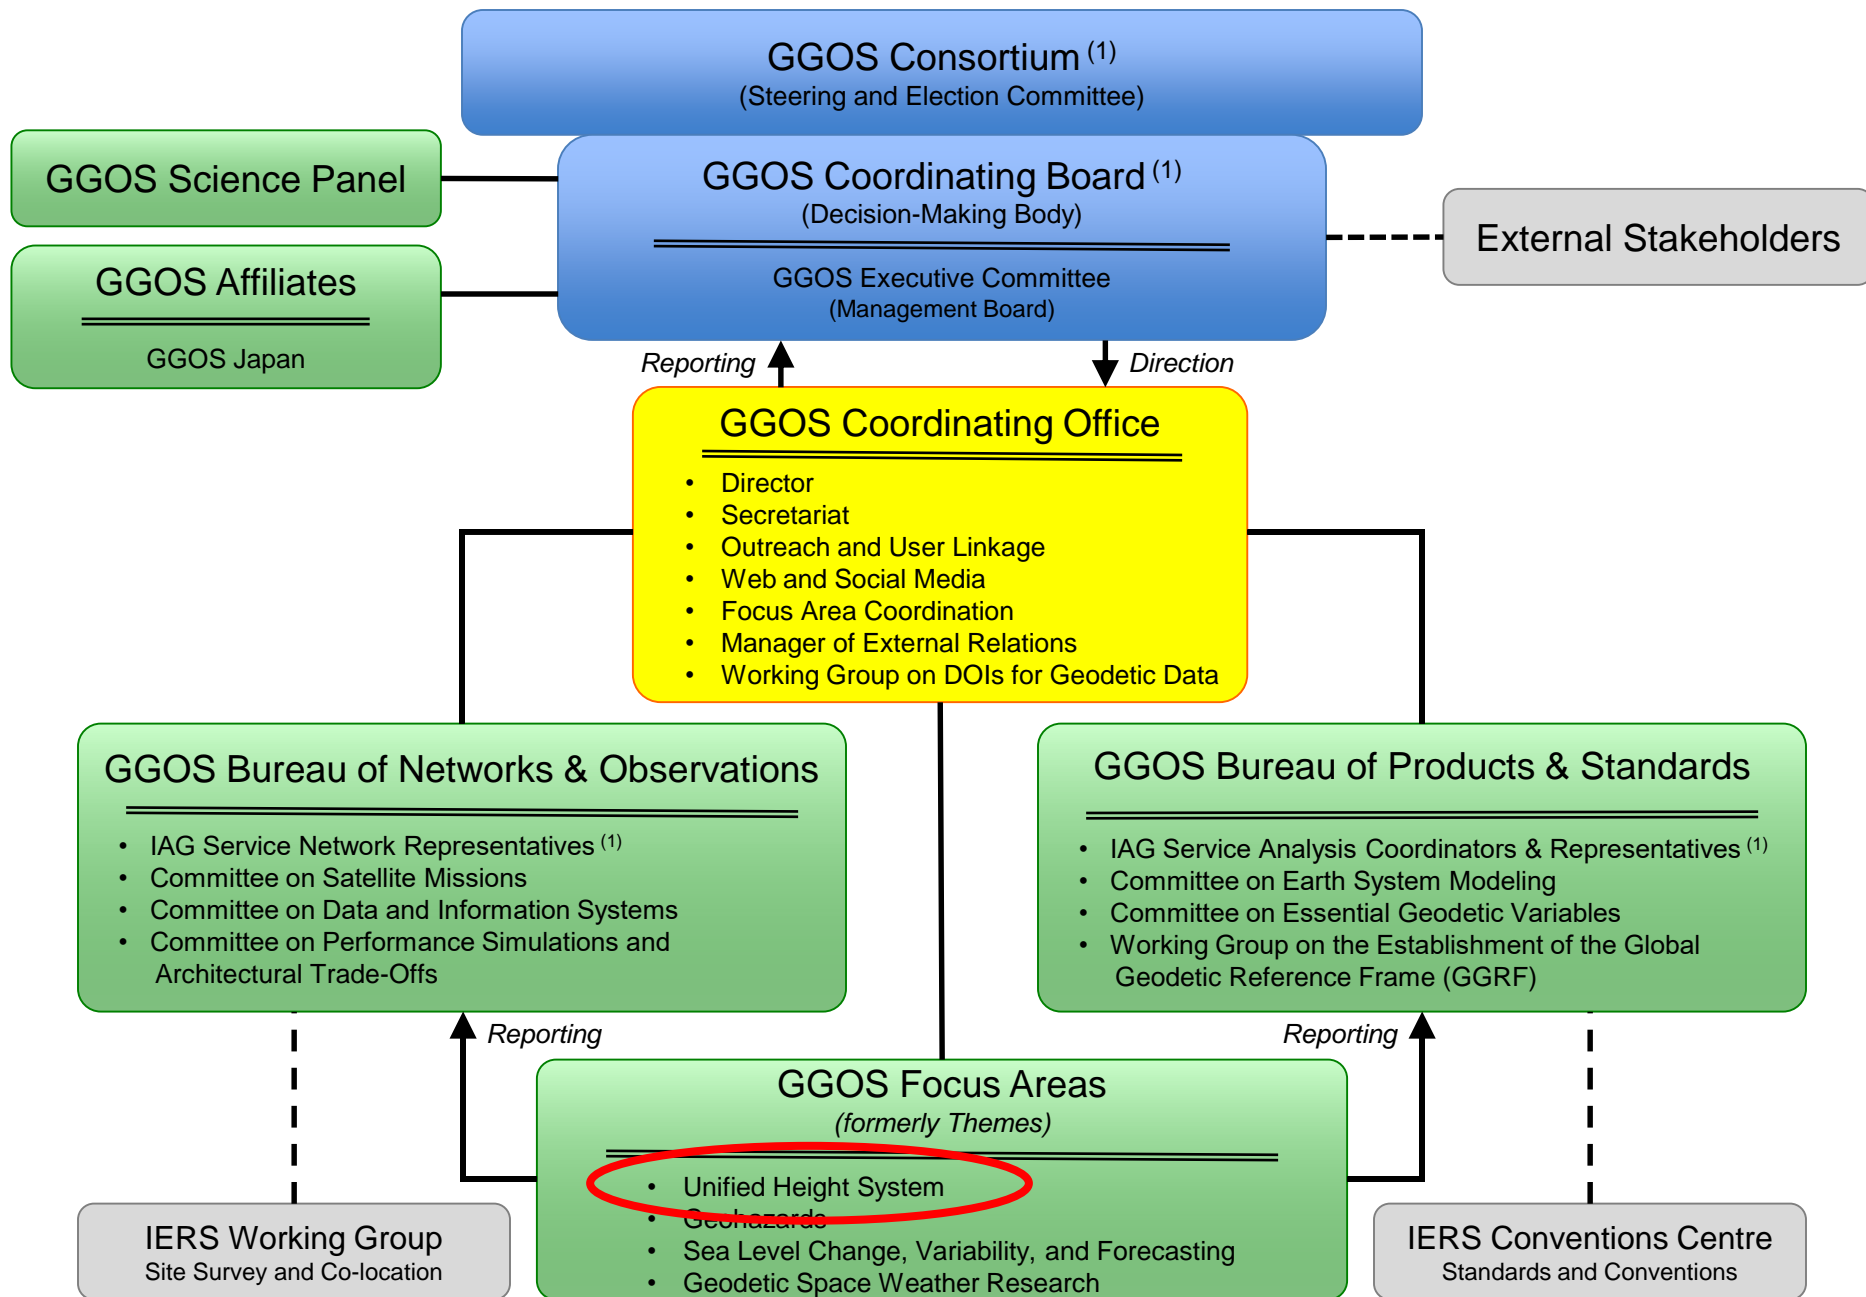 GGOS Consortium (1)
(Steering and Election Committee)
GGOS Science Panel
GGOS Coordinating Board (1)
(Decision-Making Body)
GGOS Executive Committee
(Management Board)
External Stakeholders
GGOS Affiliates
GGOS Japan
Reporting
Direction
GGOS Coordinating Office
• Director
• Secretariat
• Outreach and User Linkage
• Web and Social Media
• Focus Area Coordination
• Manager of External Relations
• Working Group on DOIs for Geodetic Data
GGOS Bureau of Networks & Observations
• IAG Service Network Representatives (1)
• Committee on Satellite Missions
• Committee on Data and Information Systems
• Committee on Performance Simulations and
Architectural Trade-Offs
GGOS Bureau of Products & Standards
• IAG Service Analysis Coordinators & Representatives (1)
• Committee on Earth System Modeling
• Committee on Essential Geodetic Variables
• Working Group on the Establishment of the Global
Geodetic Reference Frame (GGRF)
Reporting
Reporting
GGOS Focus Areas
(formerly Themes)
• Unified Height System
• Geohazards
• Sea Level Change, Variability, and Forecasting
• Geodetic Space Weather Research
IERS Working Group
Site Survey and Co-location
IERS Conventions Centre
Standards and Conventions